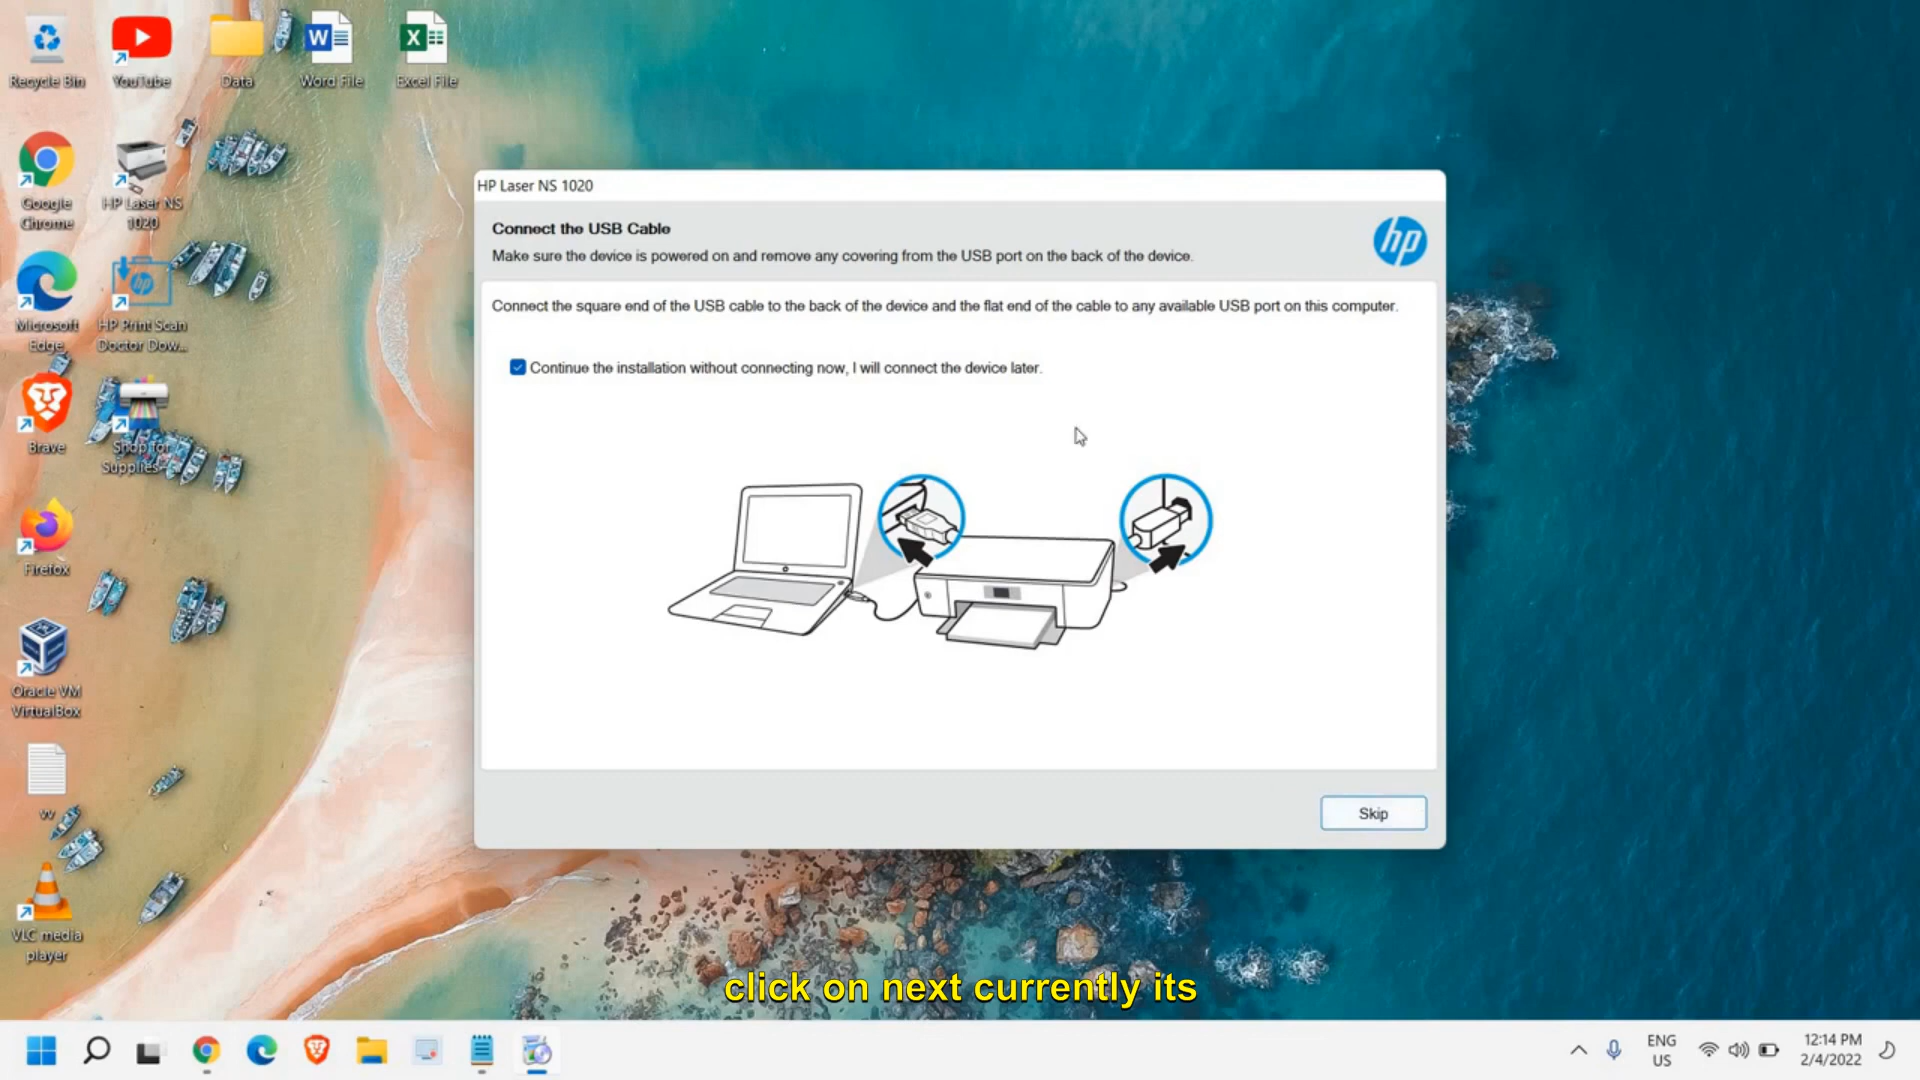 Recycle Bin
YouTube
Data
Word File
Excel File
Google
Chrome
HP Laser NS
1020
Microsoft
Edge
HP Print Scan
Doctor Dow...
Brave
Shop for
Supplies
Firefox
Oracle VM
VirtualBox
vv
VLC media
player
HP Laser NS 1020
Connect the USB Cable
Make sure the device is powered on and remove any covering from the USB port on the back of the device.
hp
Connect the square end of the USB cable to the back of the device and the flat end of the cable to any available USB port on this computer.
Continue the installation without connecting now, I will connect the device later.
Skip
click on next currently its
ENG
US
12:14 PM
2/4/2022